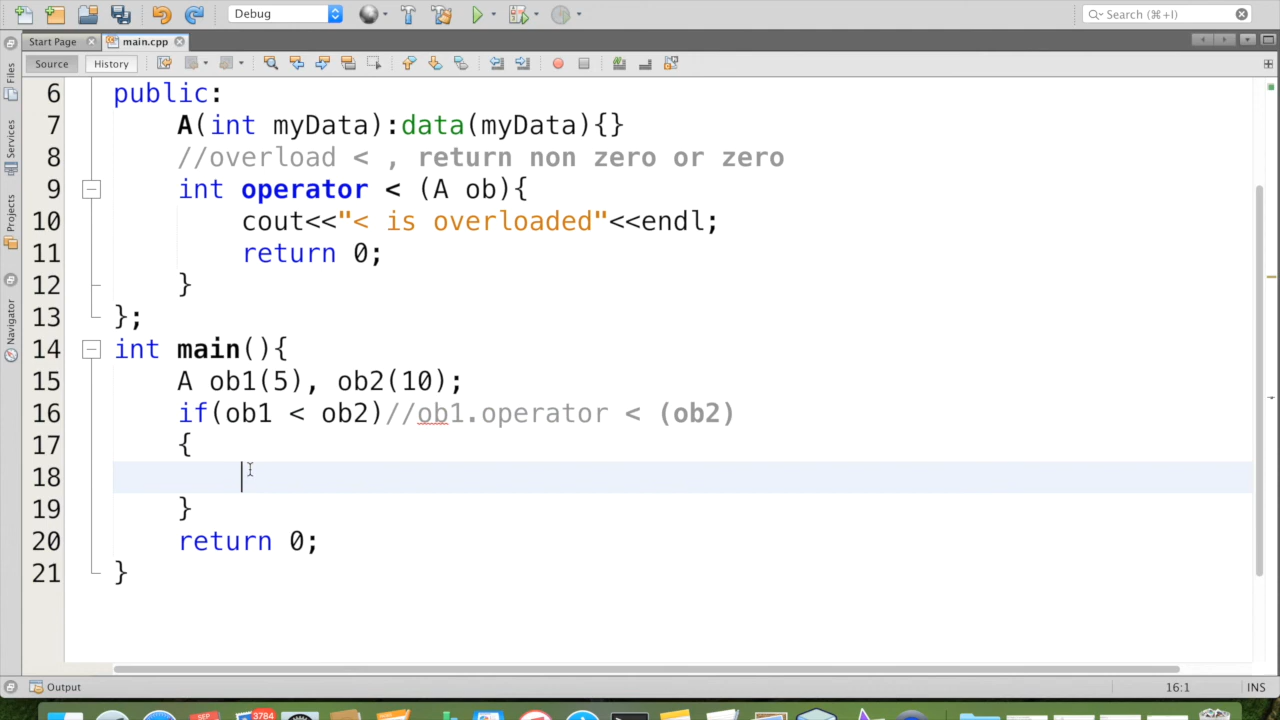 Debug
Search (⌘+I)
Start Page
main.cpp
Source
History
Files
Services
Projects
Navigator
6 public:
7 A(int myData):data(myData){}
8 //overload < , return non zero or zero
9 int operator < (A ob){
10 cout<<"< is overloaded"<<endl;
11 return 0;
12 }
13 };
14 int main(){
15 A ob1(5), ob2(10);
16 if(ob1 < ob2)//ob1.operator < (ob2)
17 {
18
19 }
20 return 0;
21 }
Output
16:1
INS
SEP
3784